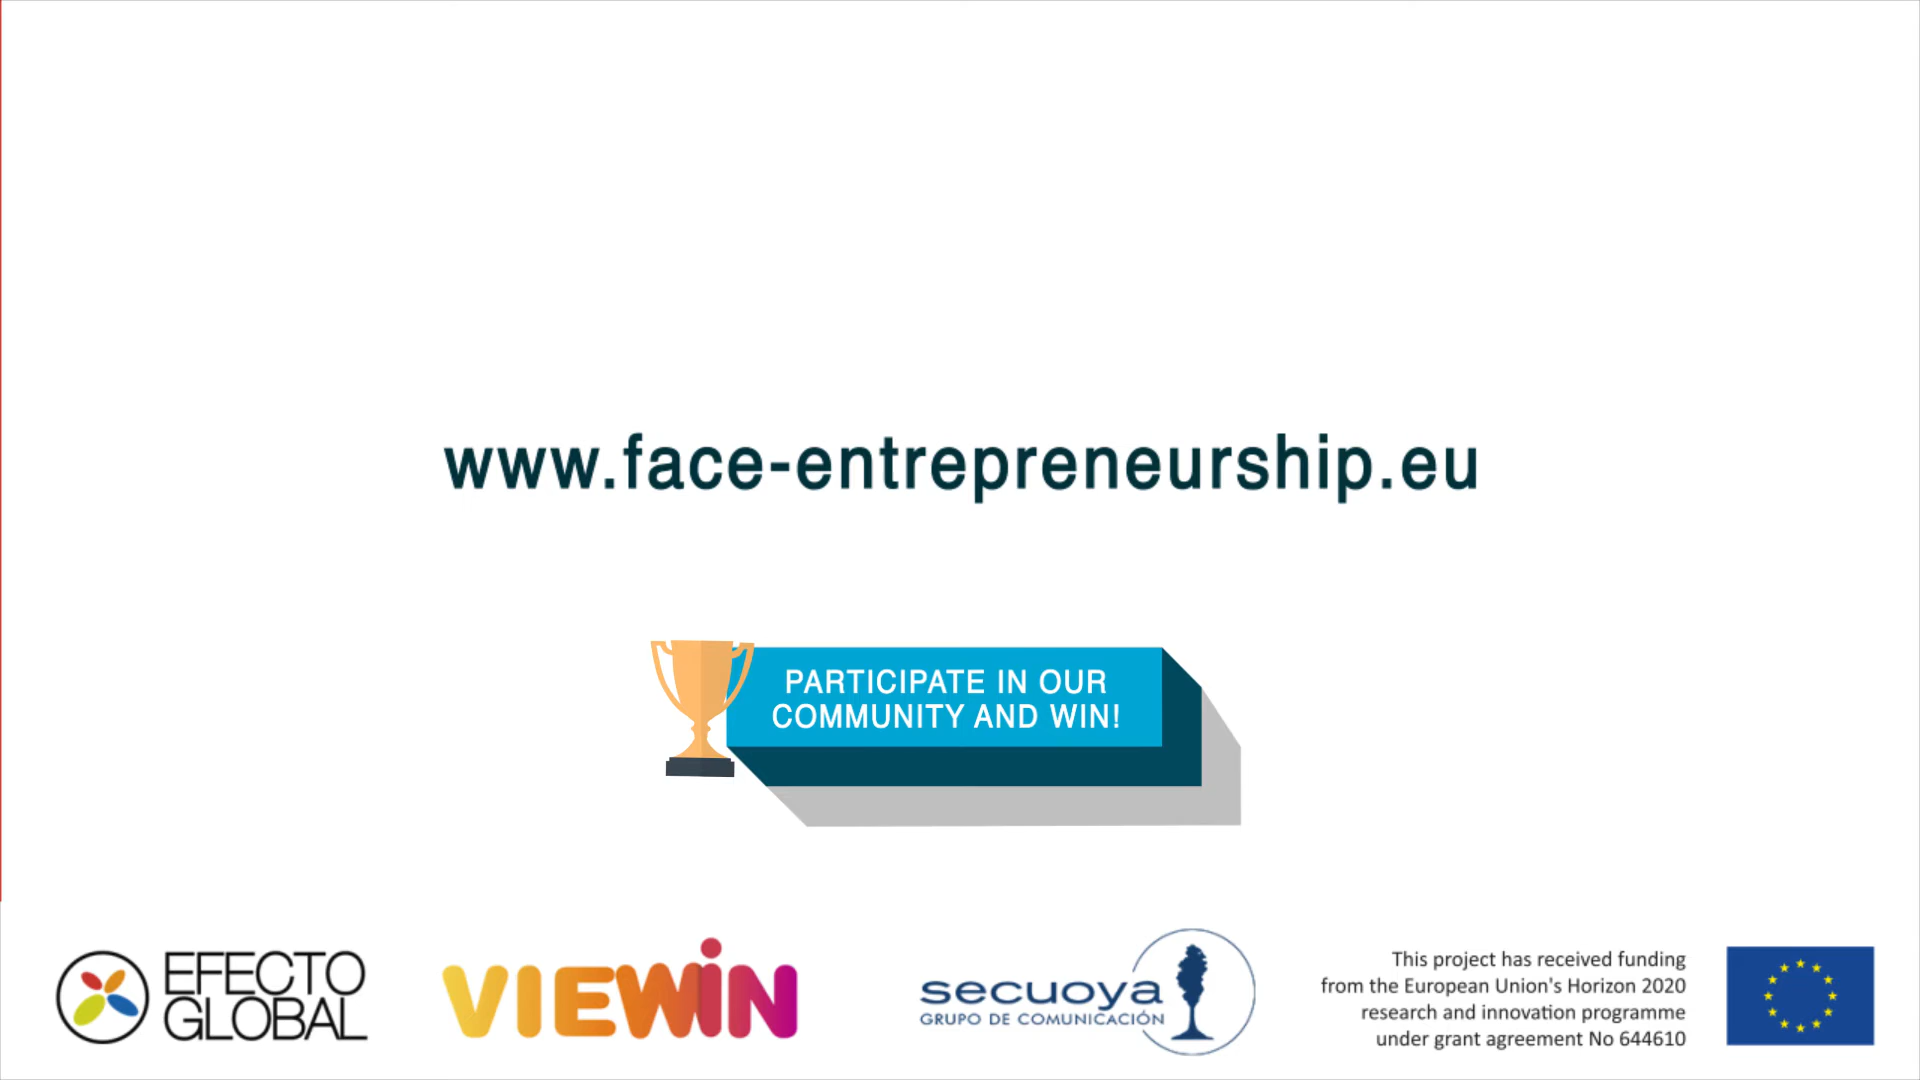 www.face-entrepreneurship.eu
PARTICIPATE IN OUR
COMMUNITY AND WIN!
EFECTO
GLOBAL
VIEWiN
secuoya
GRUPO DE COMUNICACIÓN
This project has received funding
from the European Union's Horizon 2020
research and innovation programme
under grant agreement No 644610